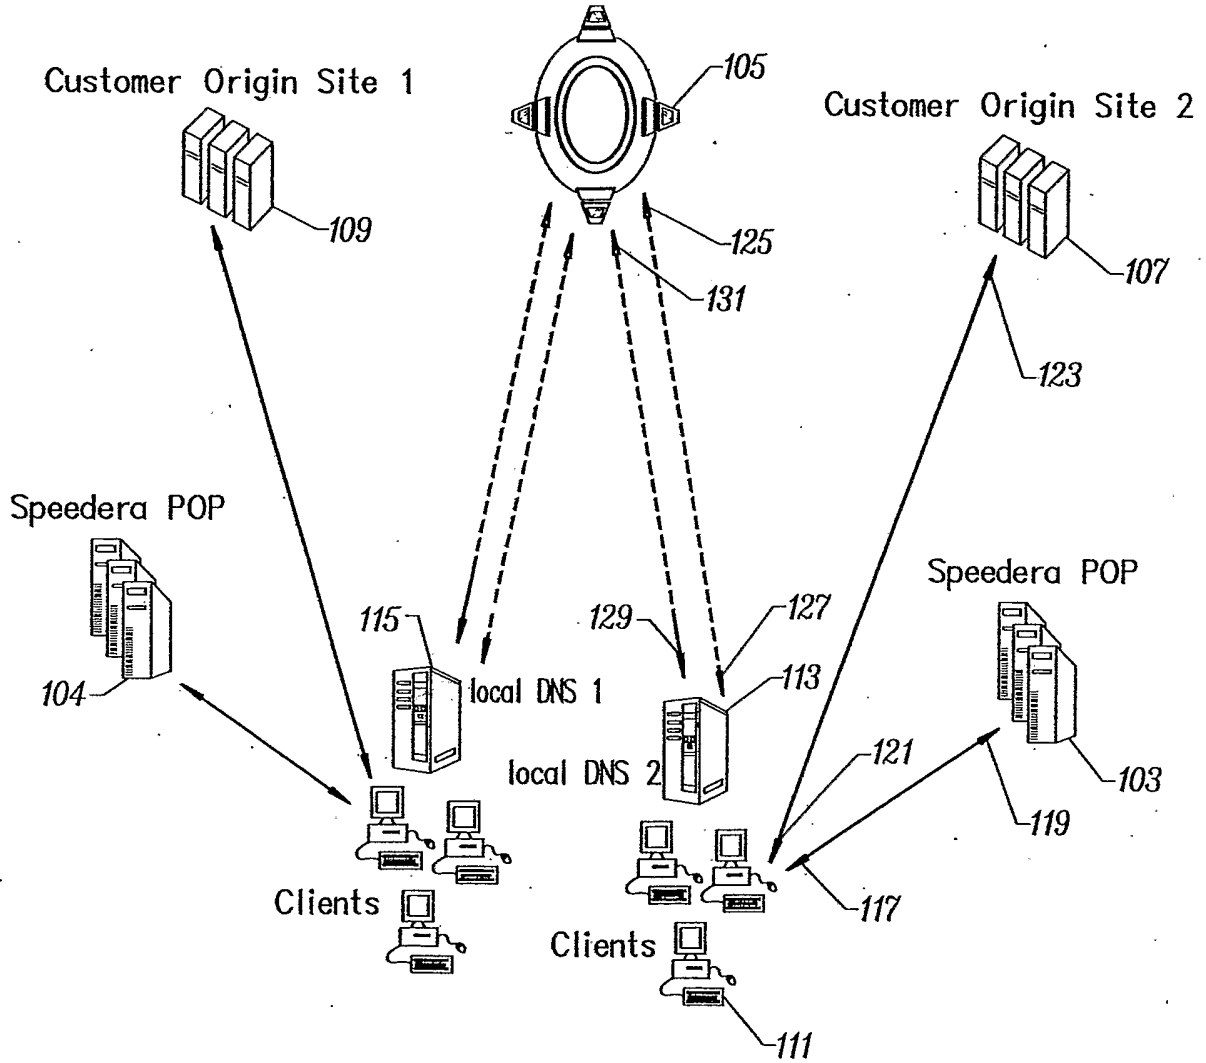 105
Customer Origin Site 1
Customer Origin Site 2
109
125
107
131
123
Speedera POP
Speedera POP
115
129
127
104
local DNS 1
113
local DNS 2
121
103
119
Clients
117
Clients
111